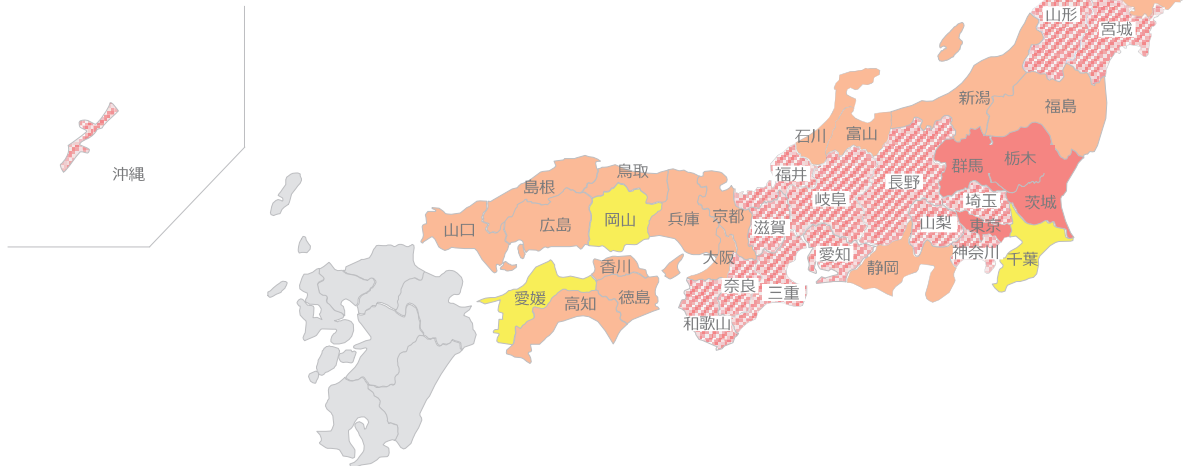 山形
宮城
新潟
福島
石川
富山
群馬
栃木
福井
長野
岐阜
埼玉
茨城
沖縄
鳥取
島根
岡山
兵庫
京都
滋賀
山梨
東京
広島
山口
愛知
神奈川
千葉
大阪
静岡
香川
奈良
三重
愛媛
高知
徳島
和歌山